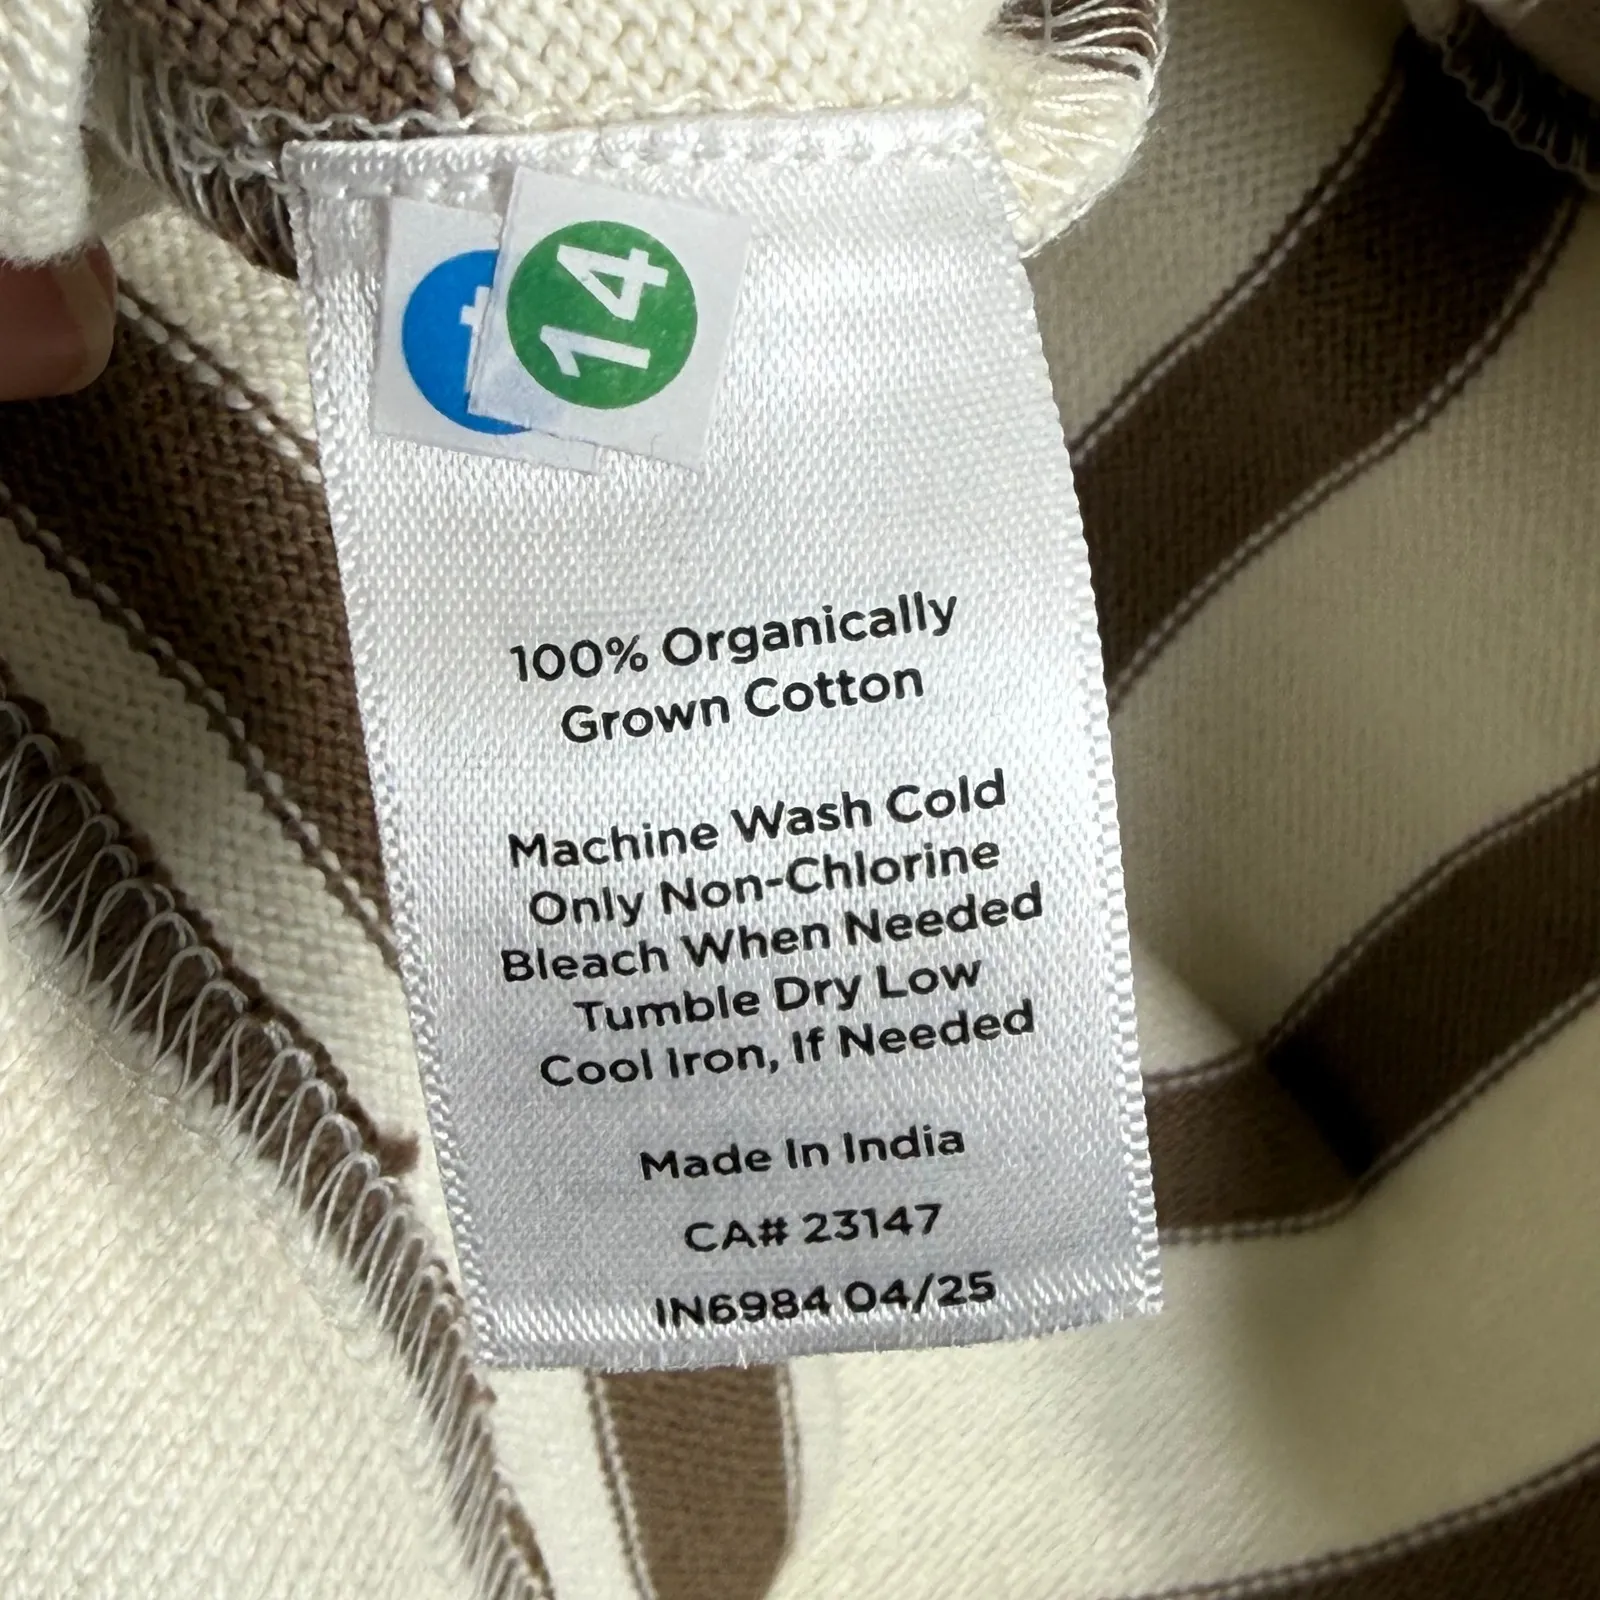 14
100% Organically
Grown Cotton
Machine Wash Cold
Only Non-Chlorine
Bleach When Needed
Tumble Dry Low
Cool Iron, If Needed
Made In India
CA# 23147
IN6984 04/25